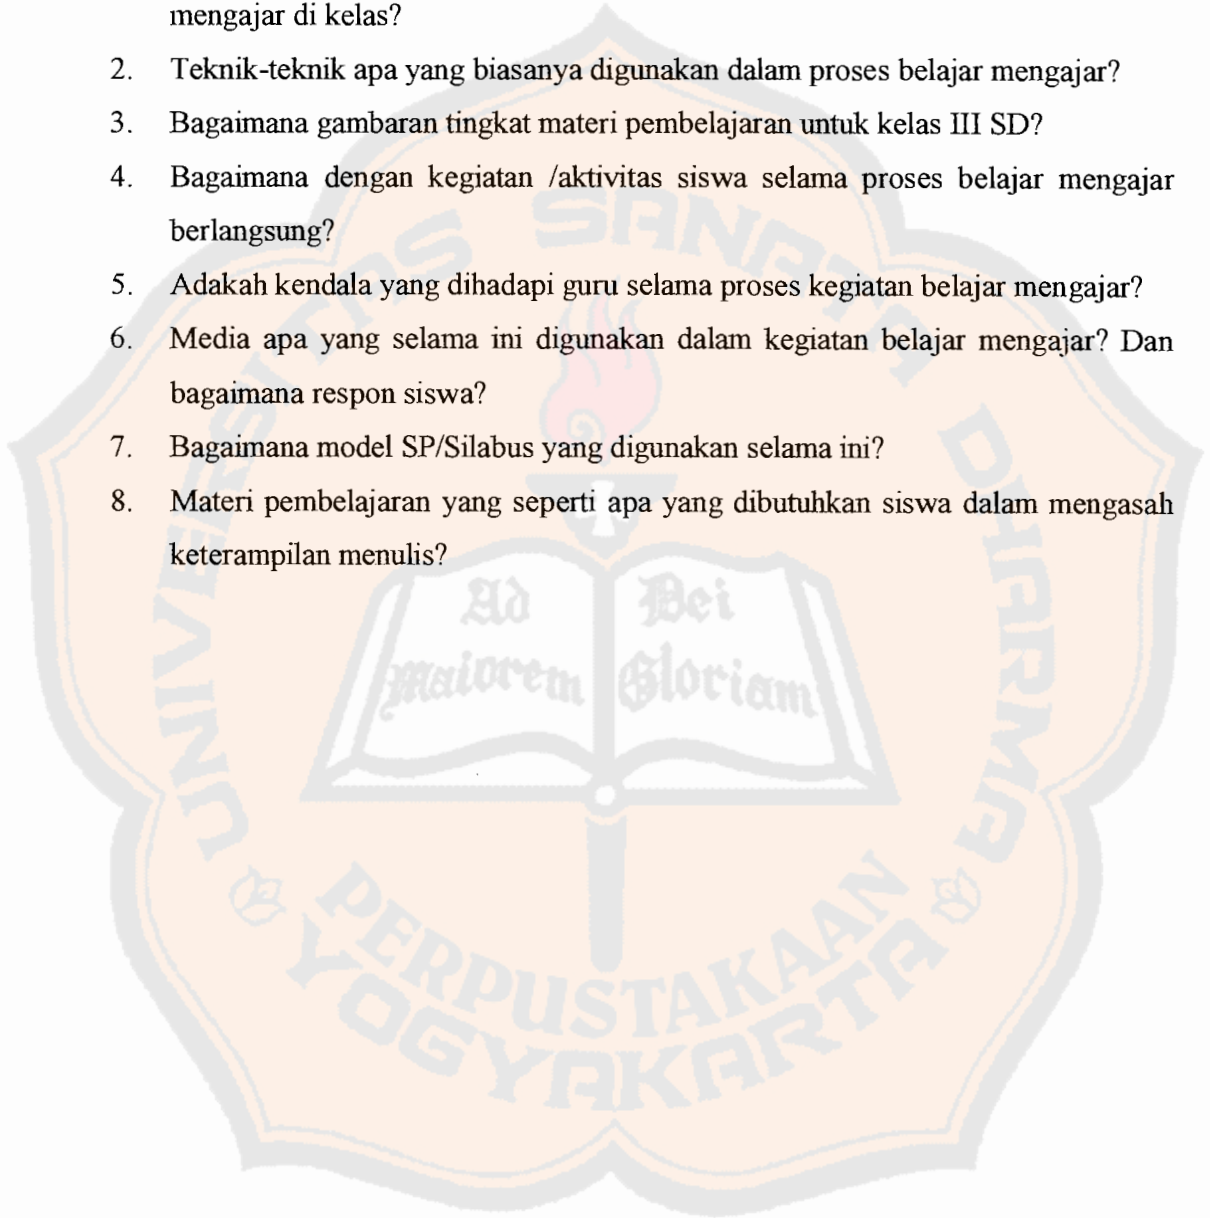 mengajar di kelas?
2. Teknik-teknik apa yang biasanya digunakan dalam proses belajar mengajar?
3. Bagaimana gambaran tingkat materi pembelajaran untuk kelas III SD?
4. Bagaimana dengan kegiatan /aktivitas siswa selama proses belajar mengajar
berlangsung?
5. Adakah kendala yang dihadapi guru selama proses kegiatan belajar mengajar?
6. Media apa yang selama ini digunakan dalam kegiatan belajar mengajar? Dan
bagaimana respon siswa?
7. Bagaimana model SP/Silabus yang digunakan selama ini?
8. Materi pembelajaran yang seperti apa yang dibutuhkan siswa dalam mengasah
keterampilan menulis?
UNIVERSITAS SANATA DHARMA
Ad Dei
maiorem Gloriam
PERPUSTAKAAN
YOGYAKARTA